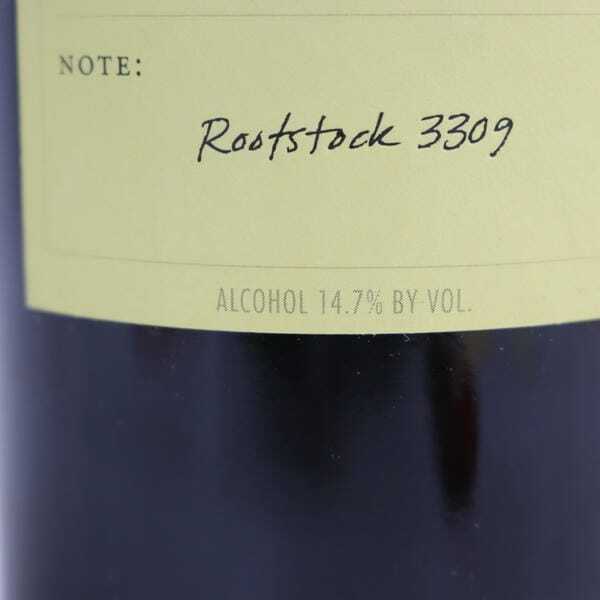 NOTE:
Rootstock 3309
ALCOHOL 14.7% BY VOL.